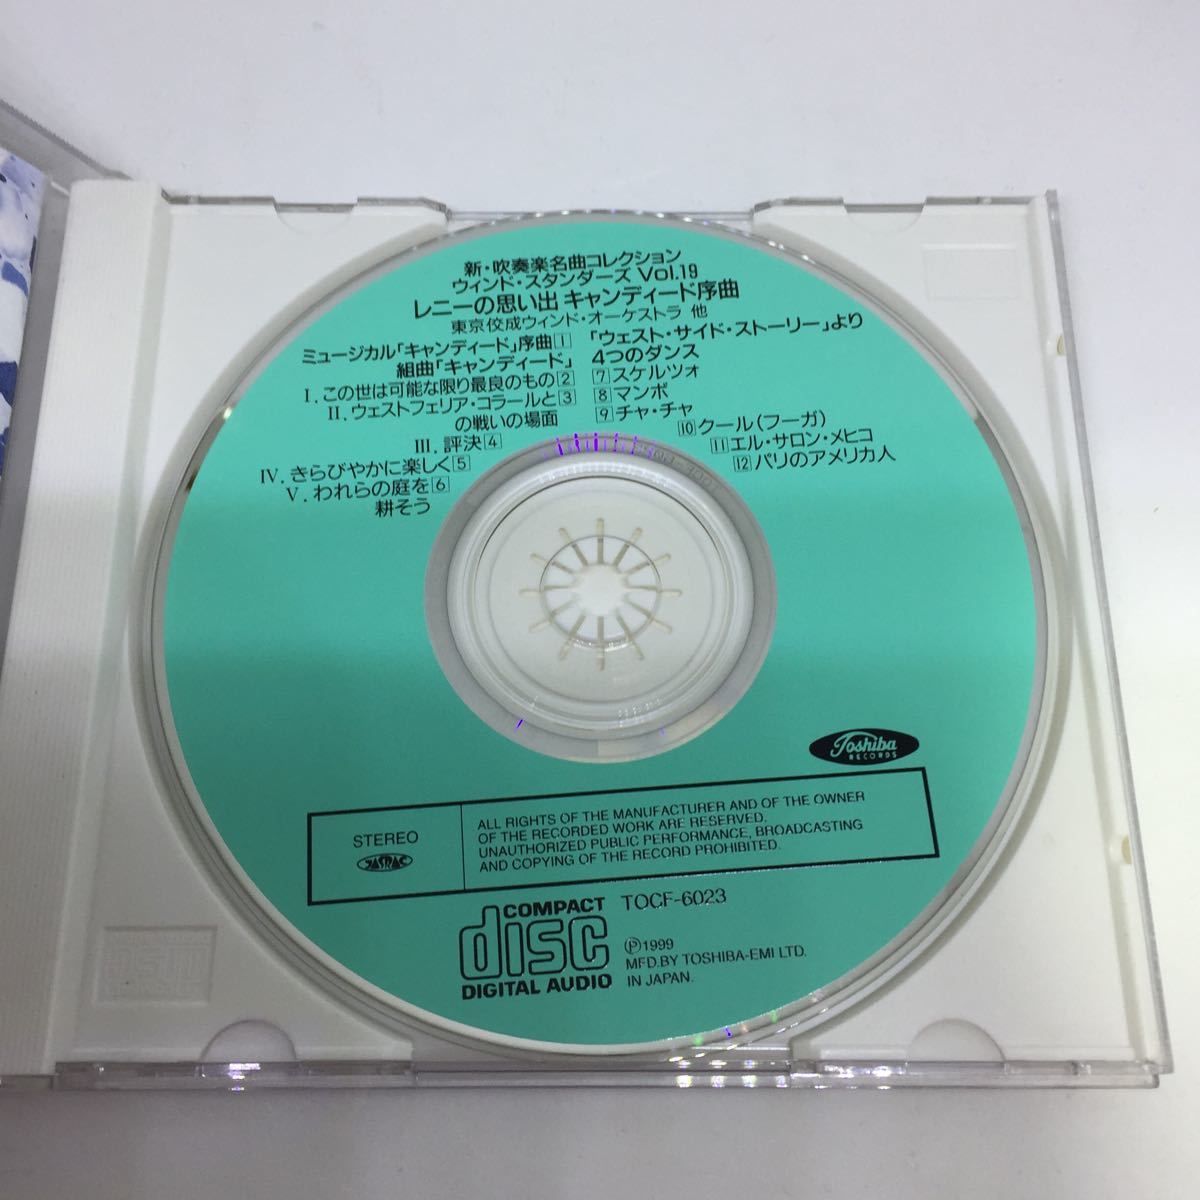 新・吹奏楽名曲コレクション
ウィンド・スタンダーズ Vol.19
レニーの思い出 キャンディード序曲
東京佼成ウィンド・オーケストラ 他
ミュージカル「キャンディード」序曲 1
組曲「キャンディード」
I. この世は可能な限り最良のもの 2
II. ウェストフェリア・コラールと 3
の戦いの場面
III. 評決 4
IV. きらびやかに楽しく 5
V. われらの庭を 6
耕そう
「ウェスト・サイド・ストーリー」より
4つのダンス
7 スケルツォ
8 マンボ
9 チャ・チャ
10 クール(フーガ)
11 エル・サロン・メヒコ
12 パリのアメリカ人
Toshiba
RECORDS
STEREO
JASRAC
ALL RIGHTS OF THE MANUFACTURER AND OF THE OWNER
OF THE RECORDED WORK ARE RESERVED.
UNAUTHORIZED PUBLIC PERFORMANCE, BROADCASTING
AND COPYING OF THE RECORD PROHIBITED.
COMPACT
disc
DIGITAL AUDIO
TOCF-6023
Ⓟ1999
MFD.BY TOSHIBA-EMI LTD.
IN JAPAN.